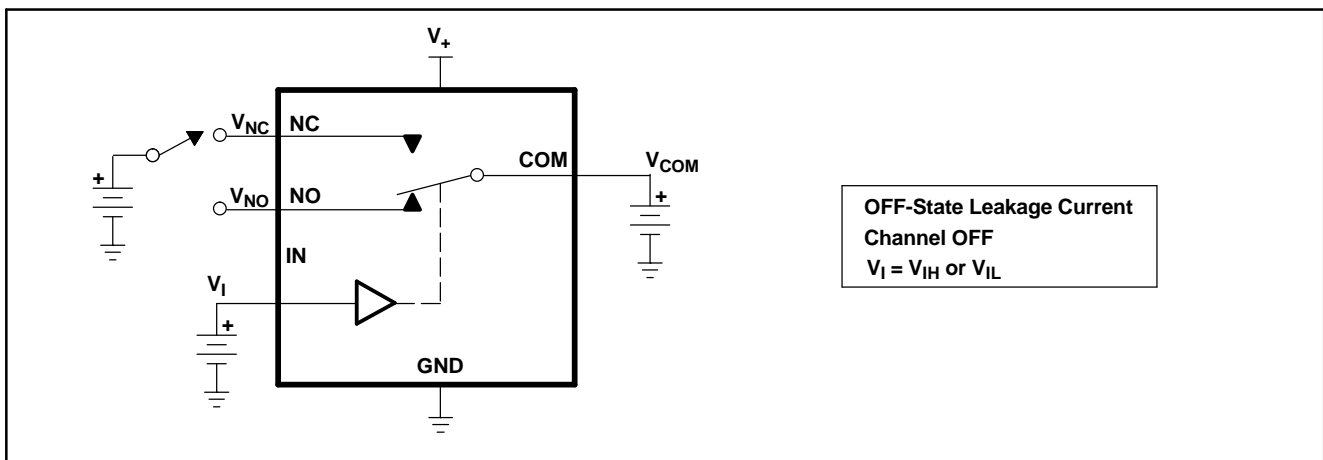 V+
VNC NC
+
COM VCOM
VNO NO
+
IN
VI
+
GND
OFF-State Leakage Current
Channel OFF
VI = VIH or VIL